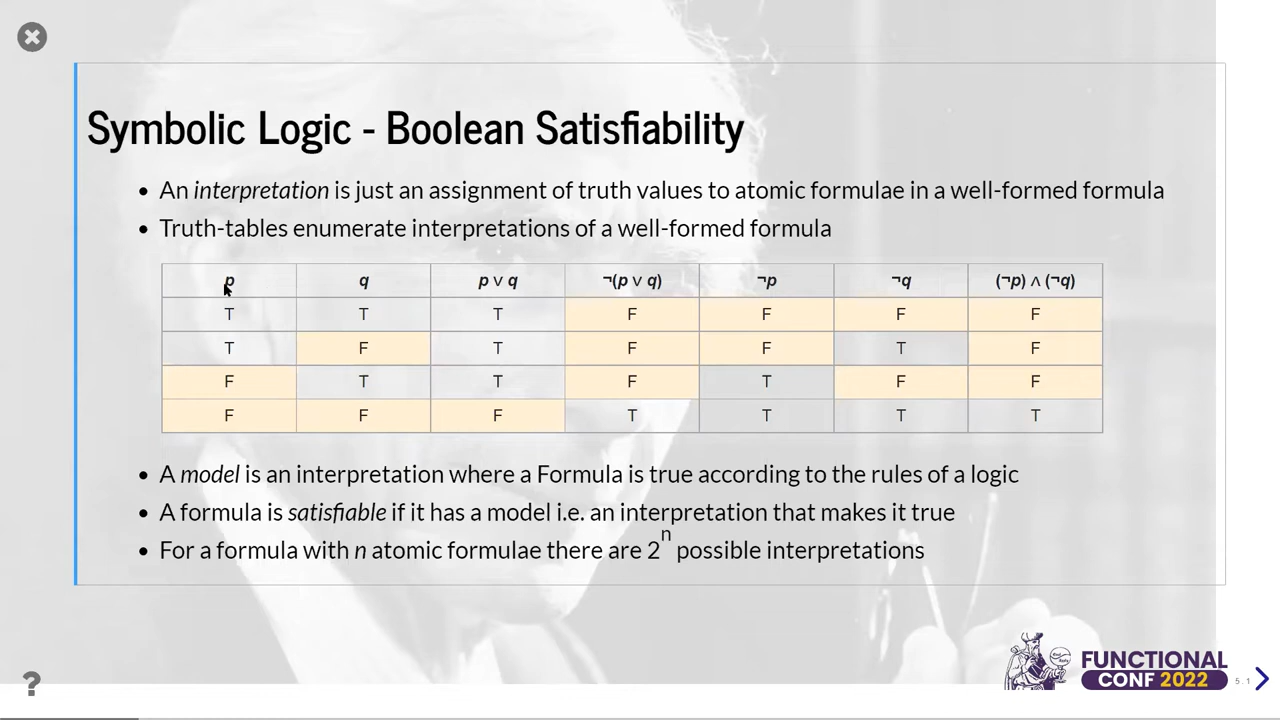 Symbolic Logic - Boolean Satisfiability
• An interpretation is just an assignment of truth values to atomic formulae in a well-formed formula
• Truth-tables enumerate interpretations of a well-formed formula
p q p ∨ q ¬(p ∨ q) ¬p ¬q (¬p) ∧ (¬q)
T T T F F F F
T F T F F T F
F T T F T F F
F F F T T T T
• A model is an interpretation where a Formula is true according to the rules of a logic
• A formula is satisfiable if it has a model i.e. an interpretation that makes it true
• For a formula with n atomic formulae there are 2^n possible interpretations
?
FUNCTIONAL
CONF 2022
5.1